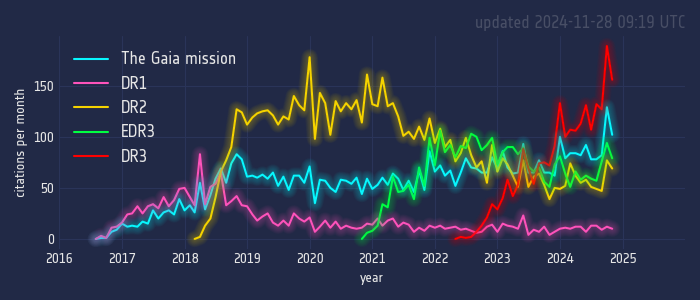 updated 2024-11-28 09:19 UTC
The Gaia mission
DR1
DR2
EDR3
DR3
citations per month
150
100
50
0
2016 2017 2018 2019 2020 2021 2022 2023 2024 2025
year